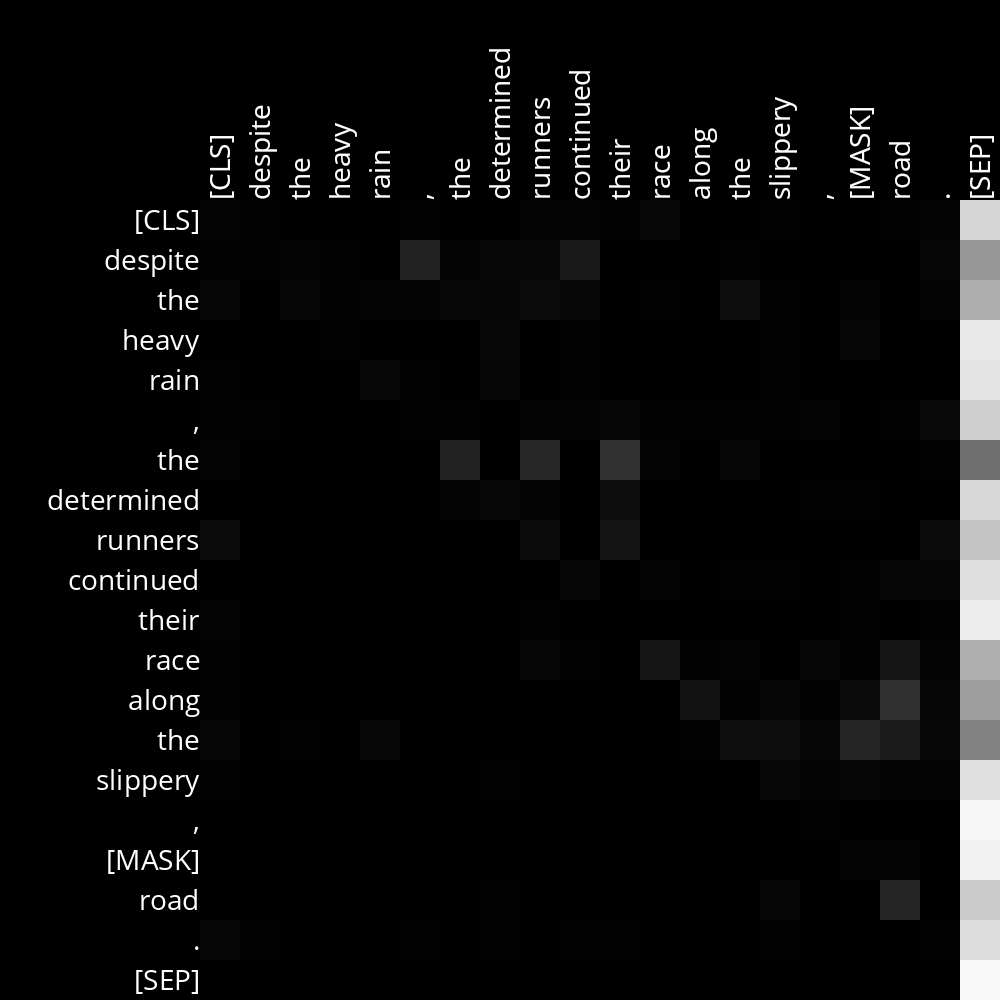 [CLS] despite the heavy rain , the determined runners continued their race along the slippery , [MASK] road . [SEP]
[CLS]
despite
the
heavy
rain
,
the
determined
runners
continued
their
race
along
the
slippery
,
[MASK]
road
.
[SEP]